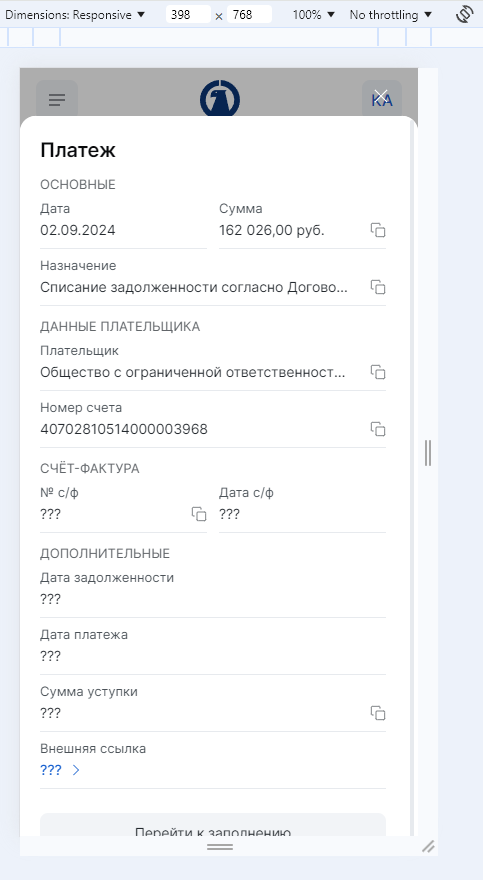 Dimensions: Responsive 398 × 768 100% No throttling
КА
Платеж
ОСНОВНЫЕ
Дата Сумма
02.09.2024 162 026,00 руб.
Назначение
Списание задолженности согласно Догово...
ДАННЫЕ ПЛАТЕЛЬЩИКА
Плательщик
Общество с ограниченной ответственност...
Номер счета
40702810514000003968
СЧЁТ-ФАКТУРА
№ с/ф Дата с/ф
??? ???
ДОПОЛНИТЕЛЬНЫЕ
Дата задолженности
???
Дата платежа
???
Сумма уступки
???
Внешняя ссылка
???
Перейти к заполнению